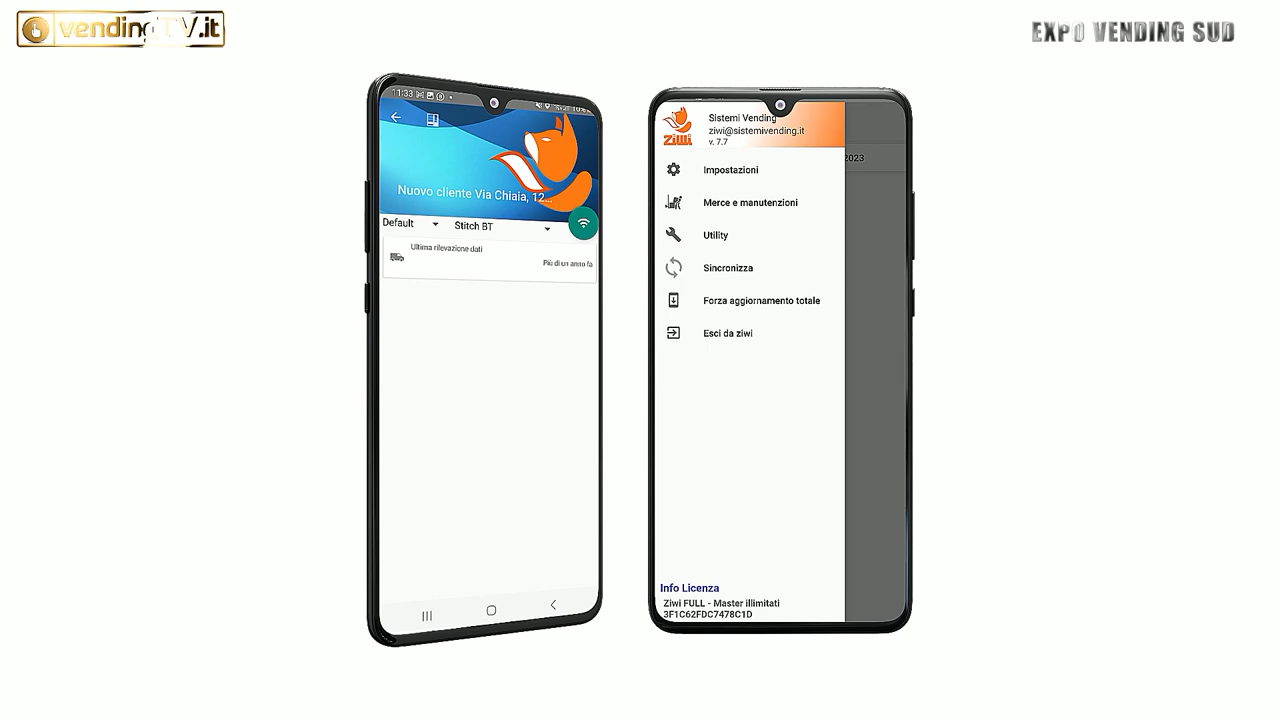 vendingTV.it
EXPO VENDING SUD
11:33
Nuovo cliente Via Chiaia, 12...
Default
Stitch BT
Ultima rilevazione dati
Più di un anno fa
Ziwi
Sistemi Vending
ziwi@sistemivending.it
v. 7.7
2023
Impostazioni
Merce e manutenzioni
Utility
Sincronizza
Forza aggiornamento totale
Esci da ziwi
Info Licenza
Ziwi FULL - Master illimitati
3F1C62FDC7478C1D